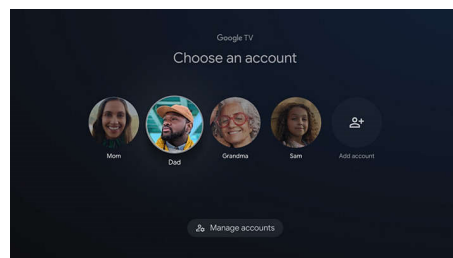 Google TV
Choose an account
Mom
Dad
Grandma
Sam
Add account
Manage accounts